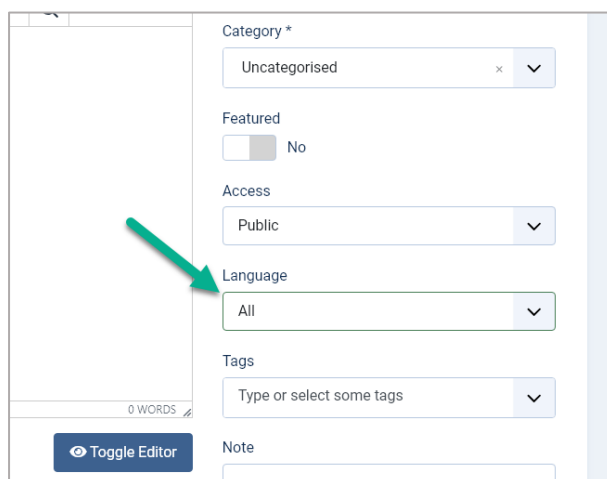 Category *
Uncategorised
×
Featured
No
Access
Public
Language
All
Tags
Type or select some tags
0 WORDS
Toggle Editor
Note